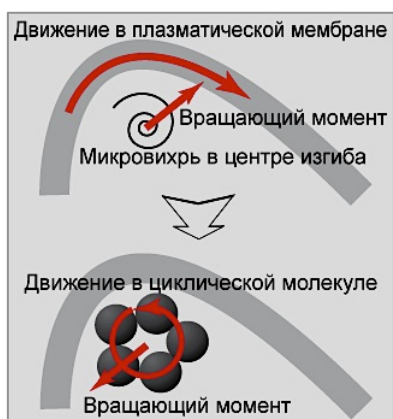 Движение в плазматической мембране
Вращающий момент
Микровихрь в центре изгиба
Движение в циклической молекуле
Вращающий момент